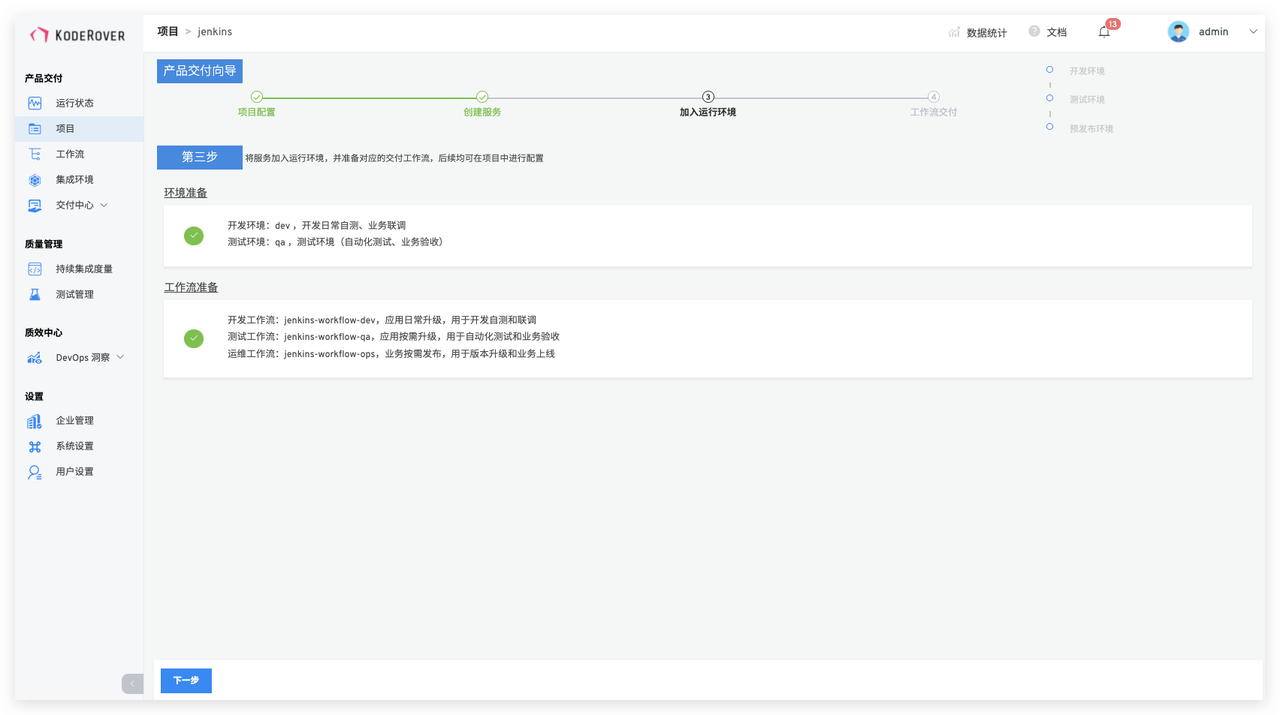 KODEROVER
项目 > jenkins
数据统计
文档
13
admin
产品交付
运行状态
项目
工作流
集成环境
交付中心
质量管理
持续集成度量
测试管理
质效中心
DevOps 洞察
设置
企业管理
系统设置
用户设置
产品交付向导
项目配置
创建服务
3
加入运行环境
4
工作流交付
开发环境
测试环境
预发布环境
第三步 将服务加入运行环境，并准备对应的交付工作流，后续均可在项目中进行配置
环境准备
开发环境：dev ，开发日常自测、业务联调
测试环境：qa ，测试环境（自动化测试、业务验收）
工作流准备
开发工作流：jenkins-workflow-dev，应用日常升级，用于开发自测和联调
测试工作流：jenkins-workflow-qa，应用按需升级，用于自动化测试和业务验收
运维工作流：jenkins-workflow-ops，业务按需发布，用于版本升级和业务上线
下一步